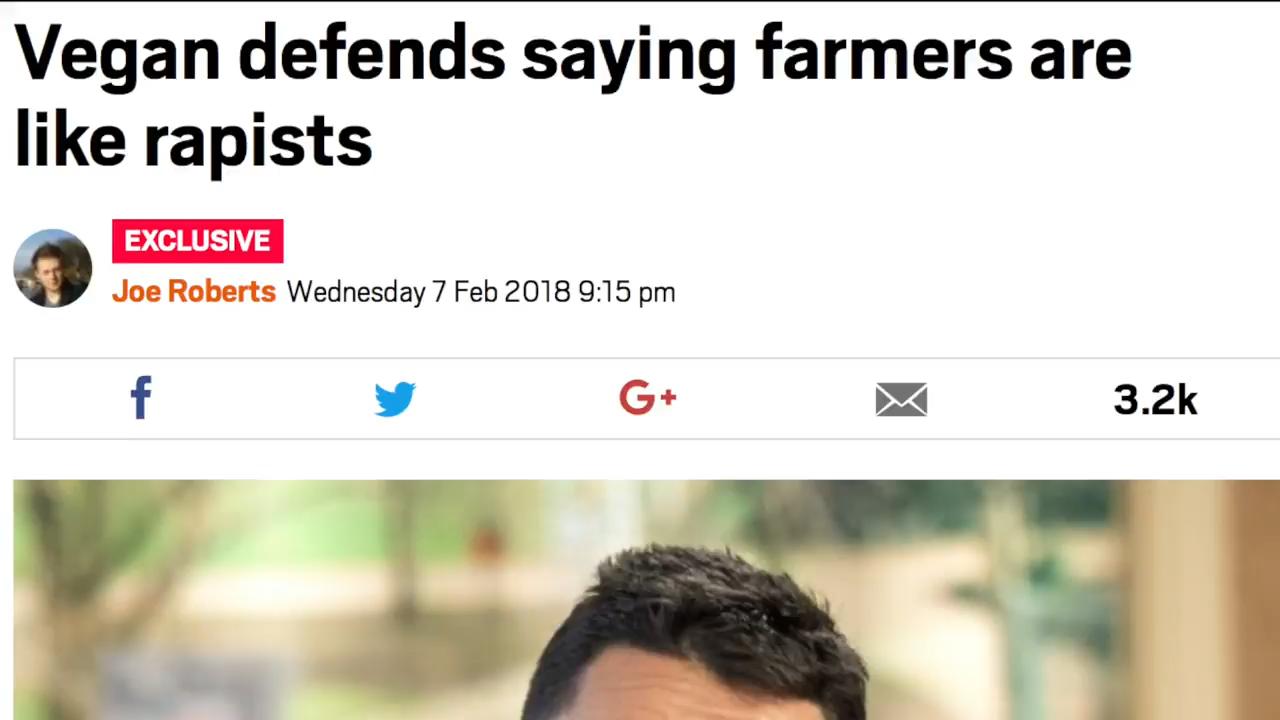 Vegan defends saying farmers are
like rapists
EXCLUSIVE
Joe Roberts Wednesday 7 Feb 2018 9:15 pm
f
G+
3.2k